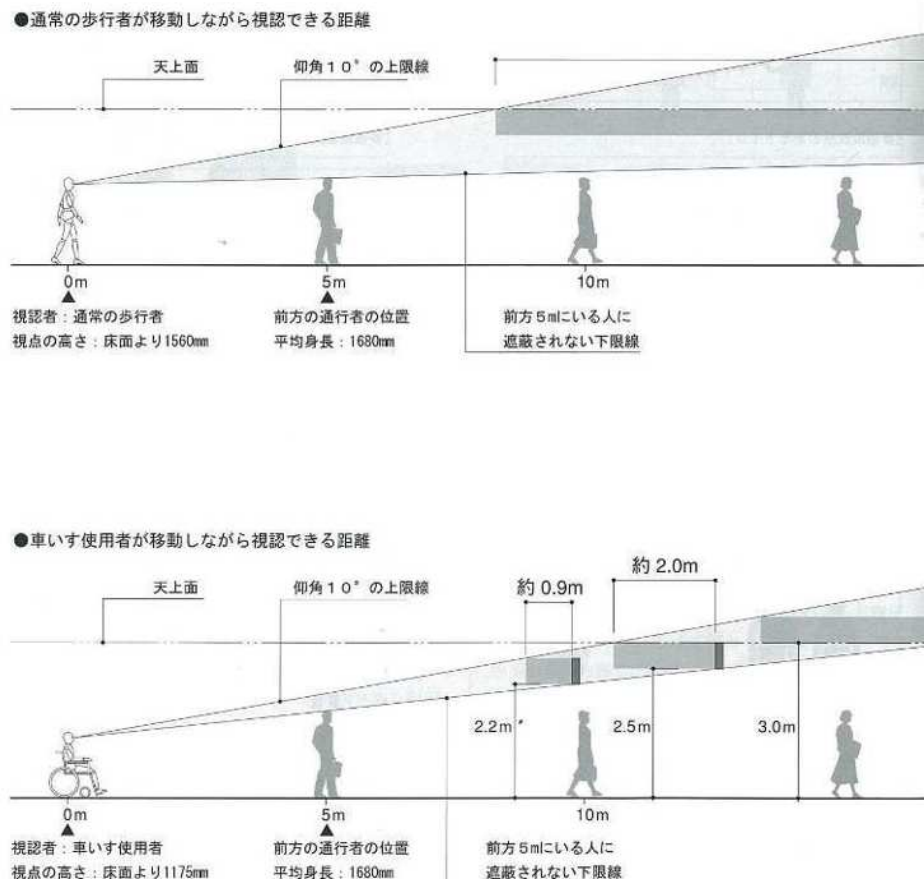 ●通常の歩行者が移動しながら視認できる距離
天上面
仰角10°の上限線
0m
5m
10m
視認者：通常の歩行者
視点の高さ：床面より1560mm
前方の通行者の位置
平均身長：1680mm
前方5mにいる人に
遮蔽されない下限線
●車いす使用者が移動しながら視認できる距離
天上面
仰角10°の上限線
約0.9m
約2.0m
2.2m*
2.5m
3.0m
0m
5m
10m
視認者：車いす使用者
視点の高さ：床面より1175mm
前方の通行者の位置
平均身長：1680mm
前方5mにいる人に
遮蔽されない下限線